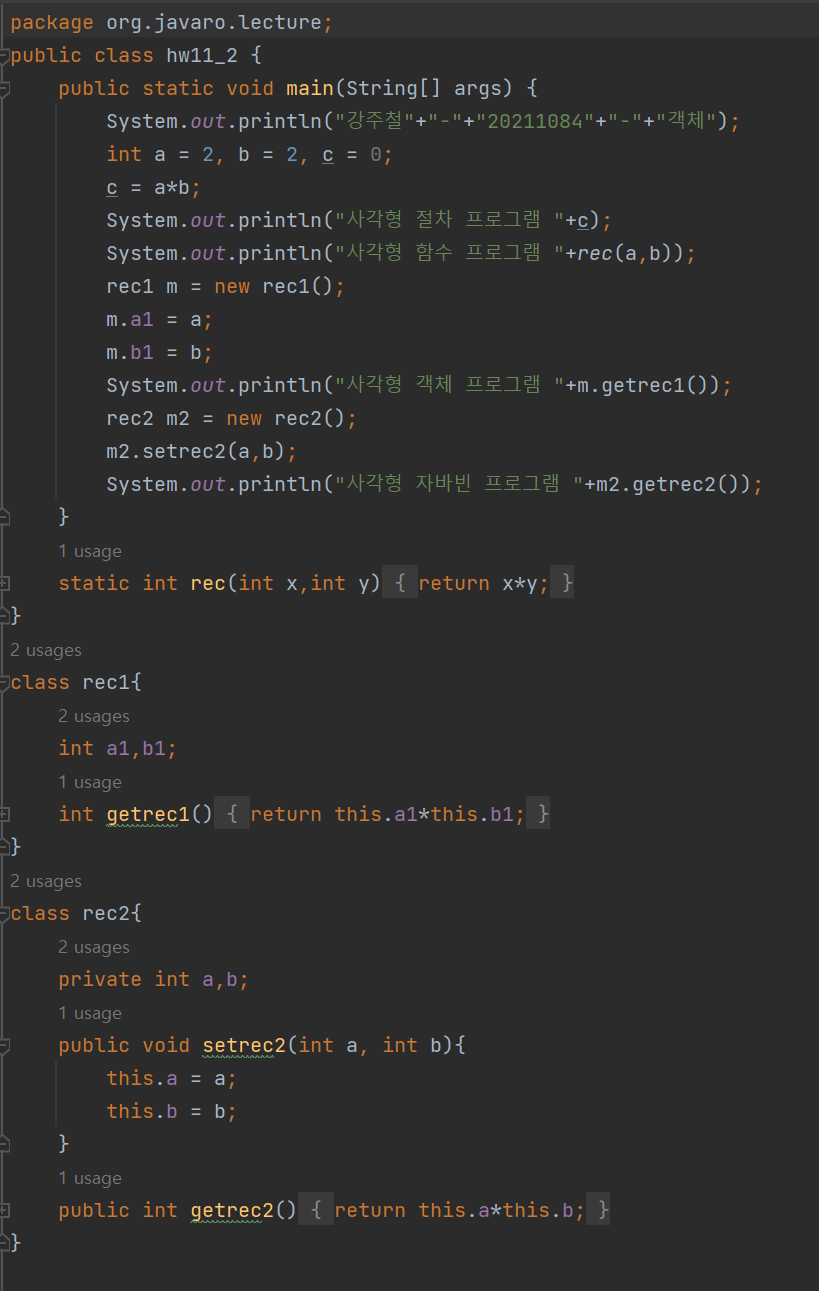 package org.javaro.lecture;
public class hw11_2 {
public static void main(String[] args) {
System.out.println("강주철"+"-"+"20211084"+"-"+"객체");
int a = 2, b = 2, c = 0;
c = a*b;
System.out.println("사각형 절차 프로그램 "+c);
System.out.println("사각형 함수 프로그램 "+rec(a,b));
rec1 m = new rec1();
m.a1 = a;
m.b1 = b;
System.out.println("사각형 객체 프로그램 "+m.getrec1());
rec2 m2 = new rec2();
m2.setrec2(a,b);
System.out.println("사각형 자바빈 프로그램 "+m2.getrec2());
}
1 usage
static int rec(int x,int y) { return x*y; }
}
2 usages
class rec1{
2 usages
int a1,b1;
1 usage
int getrec1() { return this.a1*this.b1; }
}
2 usages
class rec2{
2 usages
private int a,b;
1 usage
public void setrec2(int a, int b){
this.a = a;
this.b = b;
}
1 usage
public int getrec2() { return this.a*this.b; }
}